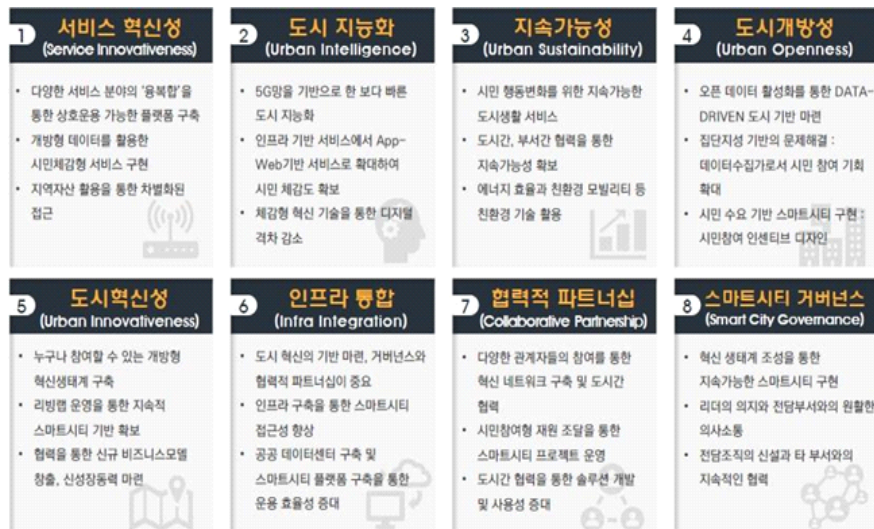 1 서비스 혁신성
(Service Innovativeness)
• 다양한 서비스 분야의 '융복합'을
통한 상호운용 가능한 플랫폼 구축
• 개방형 데이터를 활용한
시민체감형 서비스 구현
• 지역자산 활용을 통한 차별화된
접근
2 도시 지능화
(Urban Intelligence)
• 5G망을 기반으로 한 보다 빠른
도시 지능화
• 인프라 기반 서비스에서 App-
Web기반 서비스로 확대하여
시민 체감도 확보
• 체감형 혁신 기술을 통한 디지털
격차 감소
3 지속가능성
(Urban Sustainability)
• 시민 행동변화를 위한 지속가능한
도시생활 서비스
• 도시간, 부서간 협력을 통한
지속가능성 확보
• 에너지 효율과 친환경 모빌리티 등
친환경 기술 활용
4 도시개방성
(Urban Openness)
• 오픈 데이터 활성화를 통한 DATA-
DRIVEN 도시 기반 마련
• 집단지성 기반의 문제해결 :
데이터수집가로서 시민 참여 기회
확대
• 시민 수요 기반 스마트시티 구현 :
시민참여 인센티브 디자인
5 도시혁신성
(Urban Innovativeness)
• 누구나 참여할 수 있는 개방형
혁신생태계 구축
• 리빙랩 운영을 통한 지속적
스마트시티 기반 확보
• 협력을 통한 신규 비즈니스모델
창출, 신성장동력 마련
6 인프라 통합
(Infra Integration)
• 도시 혁신의 기반 마련, 거버넌스와
협력적 파트너십이 중요
• 인프라 구축을 통한 스마트시티
접근성 향상
• 공공 데이터센터 구축 및
스마트시티 플랫폼 구축을 통한
운용 효율성 증대
7 협력적 파트너십
(Collaborative Partnership)
• 다양한 관계자들의 참여를 통한
혁신 네트워크 구축 및 도시간
협력
• 시민참여형 재원 조달을 통한
스마트시티 프로젝트 운영
• 도시간 협력을 통한 솔루션 개발
및 사용성 증대
8 스마트시티 거버넌스
(Smart City Governance)
• 혁신 생태계 조성을 통한
지속가능한 스마트시티 구현
• 리더의 의지와 전담부서와의 원활한
의사소통
• 전담조직의 신설과 타 부서와의
지속적인 협력